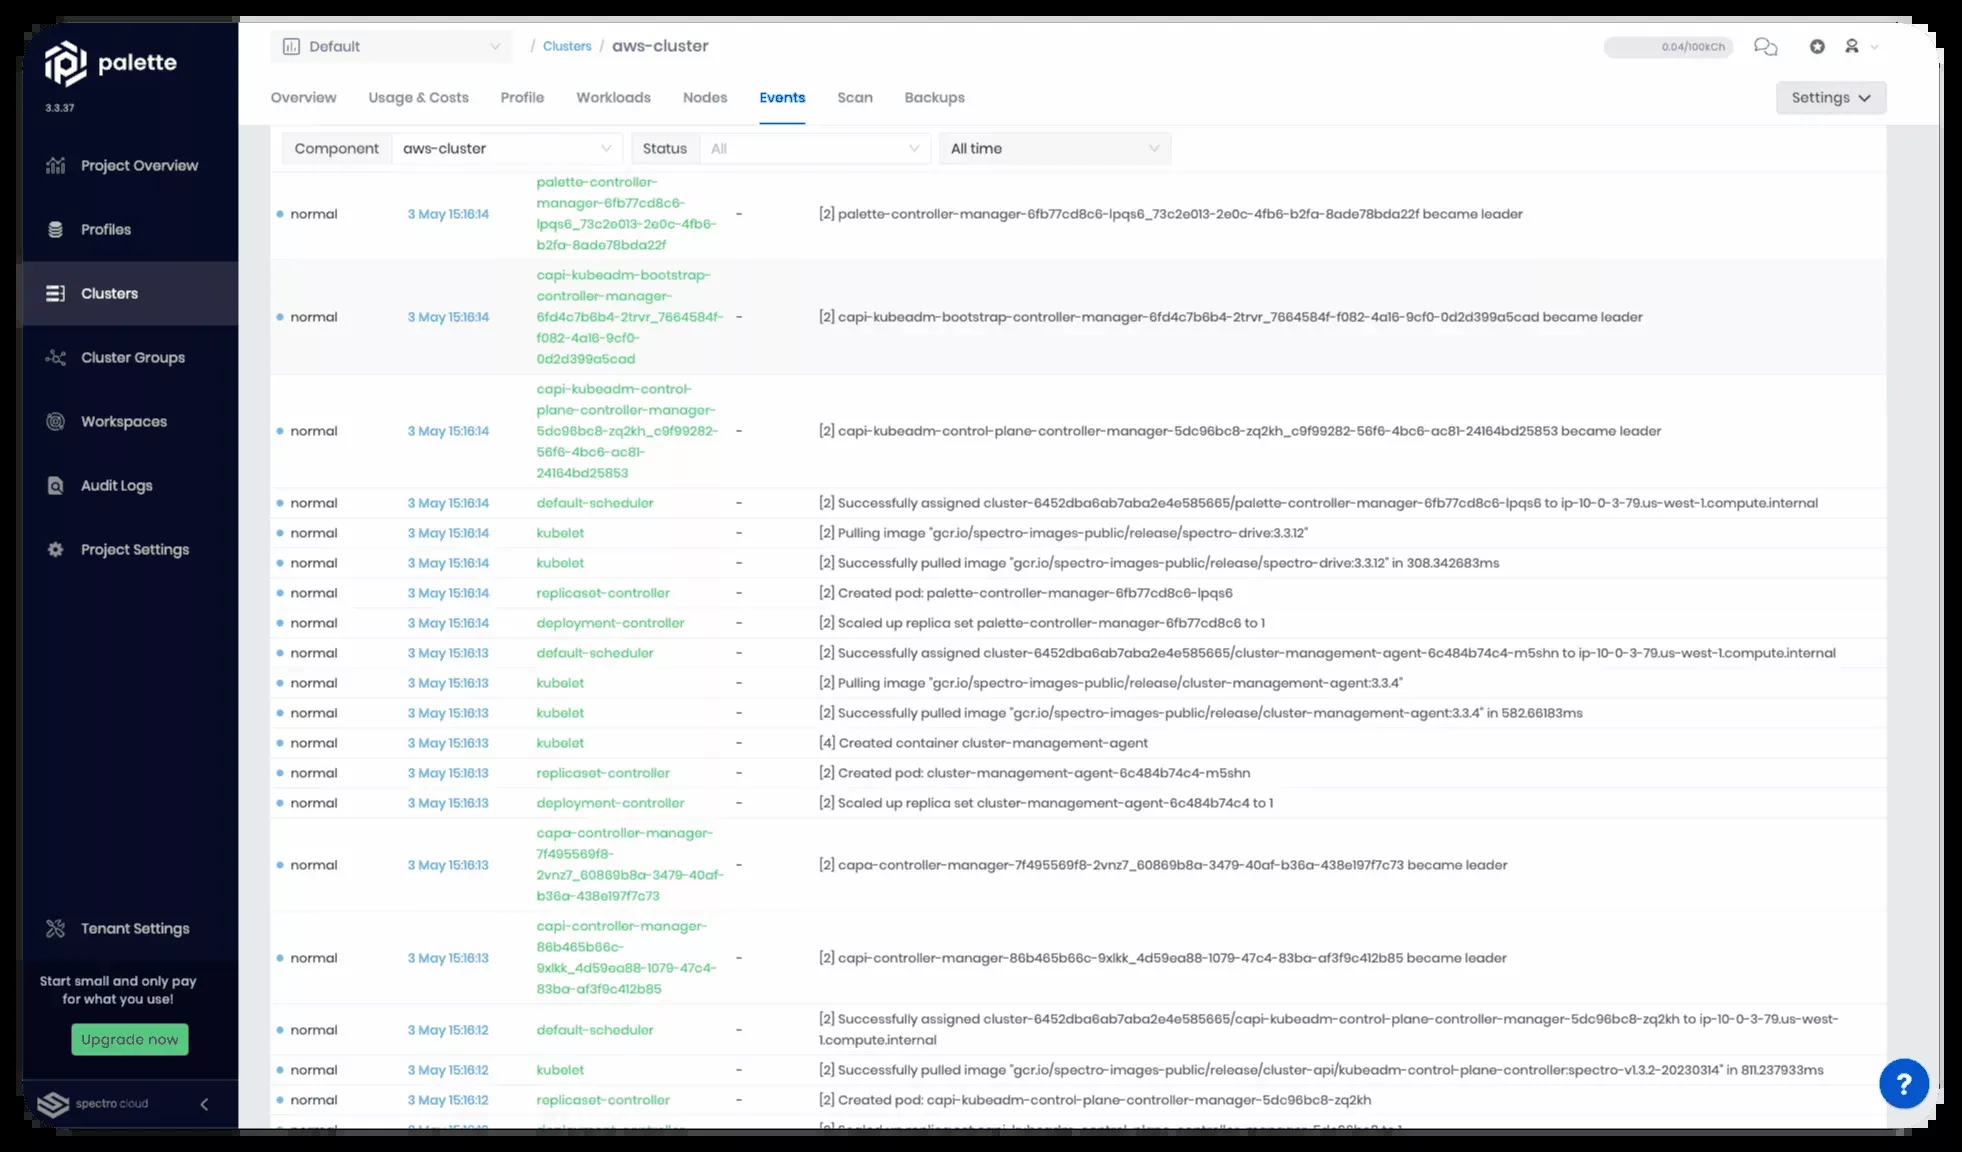 palette
3.3.37
Project Overview
Profiles
Clusters
Cluster Groups
Workspaces
Audit Logs
Project Settings
Tenant Settings
Start small and only pay
for what you use!
Upgrade now
spectro cloud
Default / Clusters / aws-cluster
0.04/100kCh
Overview Usage & Costs Profile Workloads Nodes Events Scan Backups
Settings
Component aws-cluster Status All All time
normal 3 May 15:16:14 palette-controller-
manager-6fb77cd8c6-
lpqs6_73c2e013-2e0c-4fb6-
b2fa-8ade78bda22f - [2] palette-controller-manager-6fb77cd8c6-lpqs6_73c2e013-2e0c-4fb6-b2fa-8ade78bda22f became leader
normal 3 May 15:16:14 capi-kubeadm-bootstrap-
controller-manager-
6fd4c7b6b4-2trvr_7664584f-
f082-4a16-9cf0-
0d2d399a5cad - [2] capi-kubeadm-bootstrap-controller-manager-6fd4c7b6b4-2trvr_7664584f-f082-4a16-9cf0-0d2d399a5cad became leader
normal 3 May 15:16:14 capi-kubeadm-control-
plane-controller-manager-
5dc96bc8-zq2kh_c9f99282-
56f6-4bc6-ac81-
24164bd25853 - [2] capi-kubeadm-control-plane-controller-manager-5dc96bc8-zq2kh_c9f99282-56f6-4bc6-ac81-24164bd25853 became leader
normal 3 May 15:16:14 default-scheduler - [2] Successfully assigned cluster-6452dba6ab7aba2e4e585665/palette-controller-manager-6fb77cd8c6-lpqs6 to ip-10-0-3-79.us-west-1.compute.internal
normal 3 May 15:16:14 kubelet - [2] Pulling image "gcr.io/spectro-images-public/release/spectro-drive:3.3.12"
normal 3 May 15:16:14 kubelet - [2] Successfully pulled image "gcr.io/spectro-images-public/release/spectro-drive:3.3.12" in 308.342683ms
normal 3 May 15:16:14 replicaset-controller - [2] Created pod: palette-controller-manager-6fb77cd8c6-lpqs6
normal 3 May 15:16:14 deployment-controller - [2] Scaled up replica set palette-controller-manager-6fb77cd8c6 to 1
normal 3 May 15:16:13 default-scheduler - [2] Successfully assigned cluster-6452dba6ab7aba2e4e585665/cluster-management-agent-6c484b74c4-m5shn to ip-10-0-3-79.us-west-1.compute.internal
normal 3 May 15:16:13 kubelet - [2] Pulling image "gcr.io/spectro-images-public/release/cluster-management-agent:3.3.4"
normal 3 May 15:16:13 kubelet - [2] Successfully pulled image "gcr.io/spectro-images-public/release/cluster-management-agent:3.3.4" in 582.66183ms
normal 3 May 15:16:13 kubelet - [4] Created container cluster-management-agent
normal 3 May 15:16:13 replicaset-controller - [2] Created pod: cluster-management-agent-6c484b74c4-m5shn
normal 3 May 15:16:13 deployment-controller - [2] Scaled up replica set cluster-management-agent-6c484b74c4 to 1
normal 3 May 15:16:13 capa-controller-manager-
7f495569f8-
2vnz7_60869b8a-3479-40af-
b36a-438e197f7c73 - [2] capa-controller-manager-7f495569f8-2vnz7_60869b8a-3479-40af-b36a-438e197f7c73 became leader
normal 3 May 15:16:13 capi-controller-manager-
86b465b66c-
9xlkk_4d59ea88-1079-47c4-
83ba-af3f9c412b85 - [2] capi-controller-manager-86b465b66c-9xlkk_4d59ea88-1079-47c4-83ba-af3f9c412b85 became leader
normal 3 May 15:16:12 default-scheduler - [2] Successfully assigned cluster-6452dba6ab7aba2e4e585665/capi-kubeadm-control-plane-controller-manager-5dc96bc8-zq2kh to ip-10-0-3-79.us-west-
1.compute.internal
normal 3 May 15:16:12 kubelet - [2] Successfully pulled image "gcr.io/spectro-images-public/release/cluster-api/kubeadm-control-plane-controller:spectro-v1.3.2-20230314" in 811.237933ms
normal 3 May 15:16:12 replicaset-controller - [2] Created pod: capi-kubeadm-control-plane-controller-manager-5dc96bc8-zq2kh
?